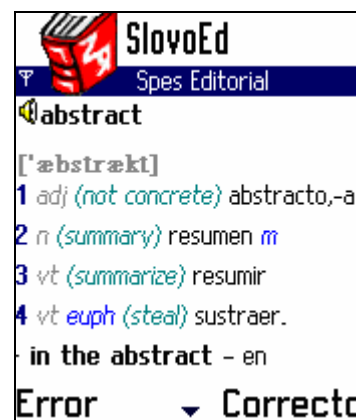 SlovoEd
Spes Editorial
abstract
['æbstrækt]
1 adj (not concrete) abstracto,-a
2 n (summary) resumen m
3 vt (summarize) resumir
4 vt euph (steal) sustraer.
- in the abstract - en
Error Correcto